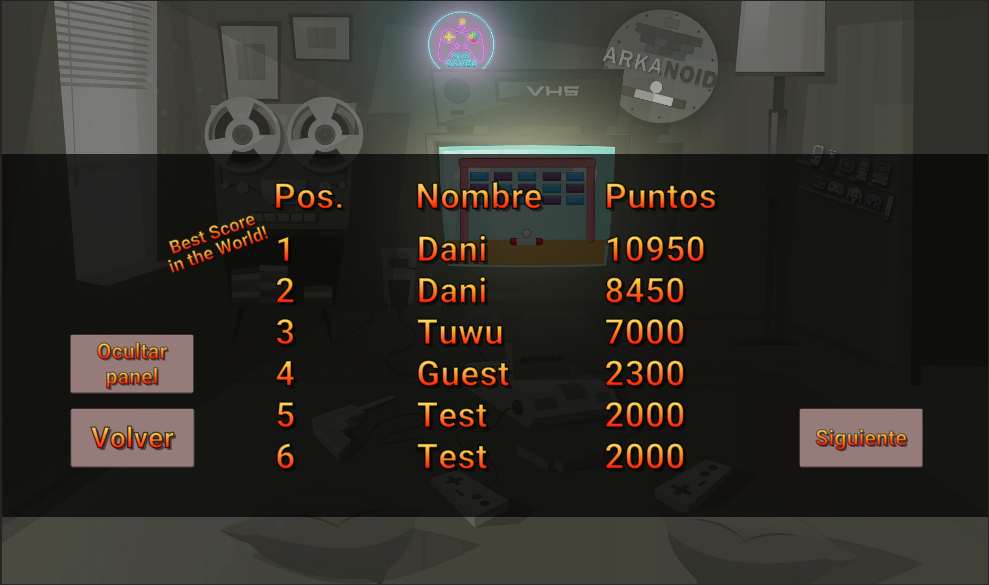 ARKANOID
VHS
Pos. Nombre Puntos
Best Score
in the World!
1 Dani 10950
2 Dani 8450
3 Tuwu 7000
4 Guest 2300
5 Test 2000
6 Test 2000
Ocultar
panel
Volver
Siguiente